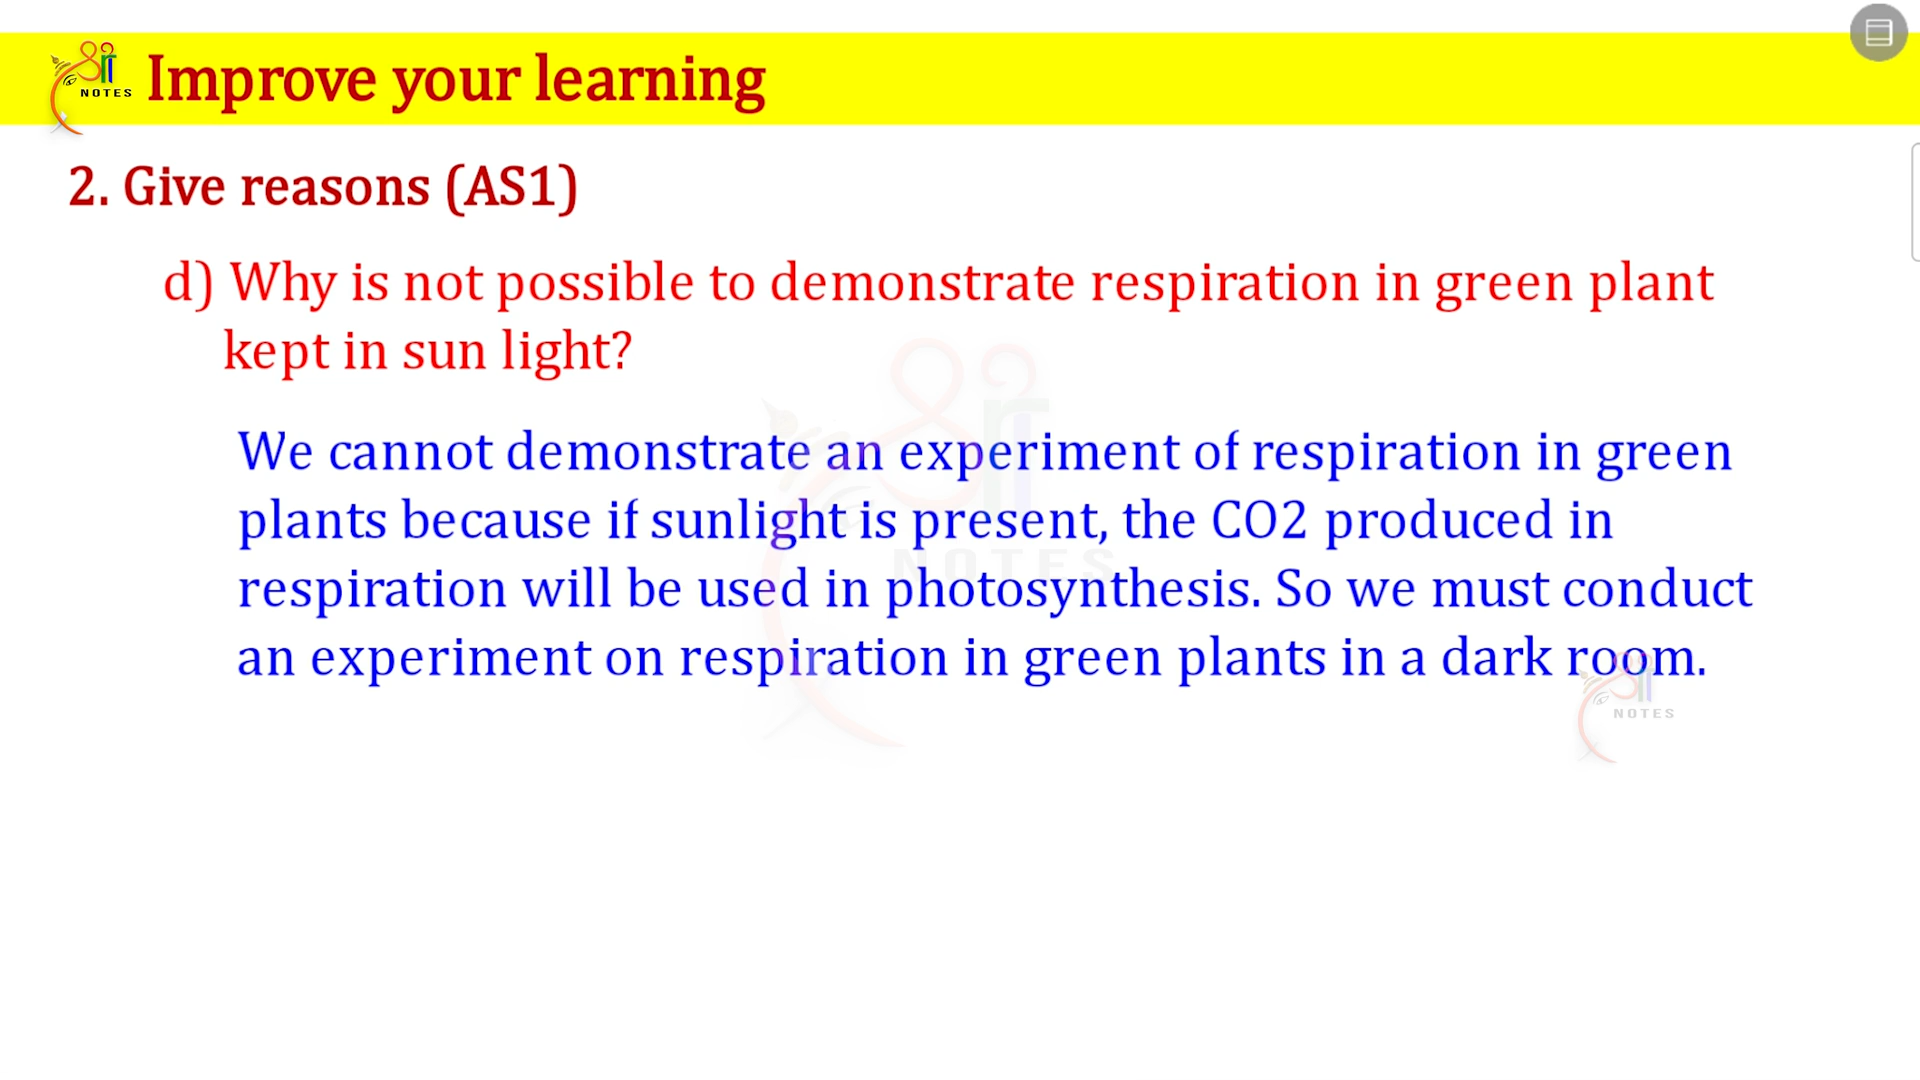 NOTES
Improve your learning
2. Give reasons (AS1)
d) Why is not possible to demonstrate respiration in green plant
kept in sun light?
We cannot demonstrate an experiment of respiration in green
plants because if sunlight is present, the CO2 produced in
respiration will be used in photosynthesis. So we must conduct
an experiment on respiration in green plants in a dark room.
NOTES
NOTES